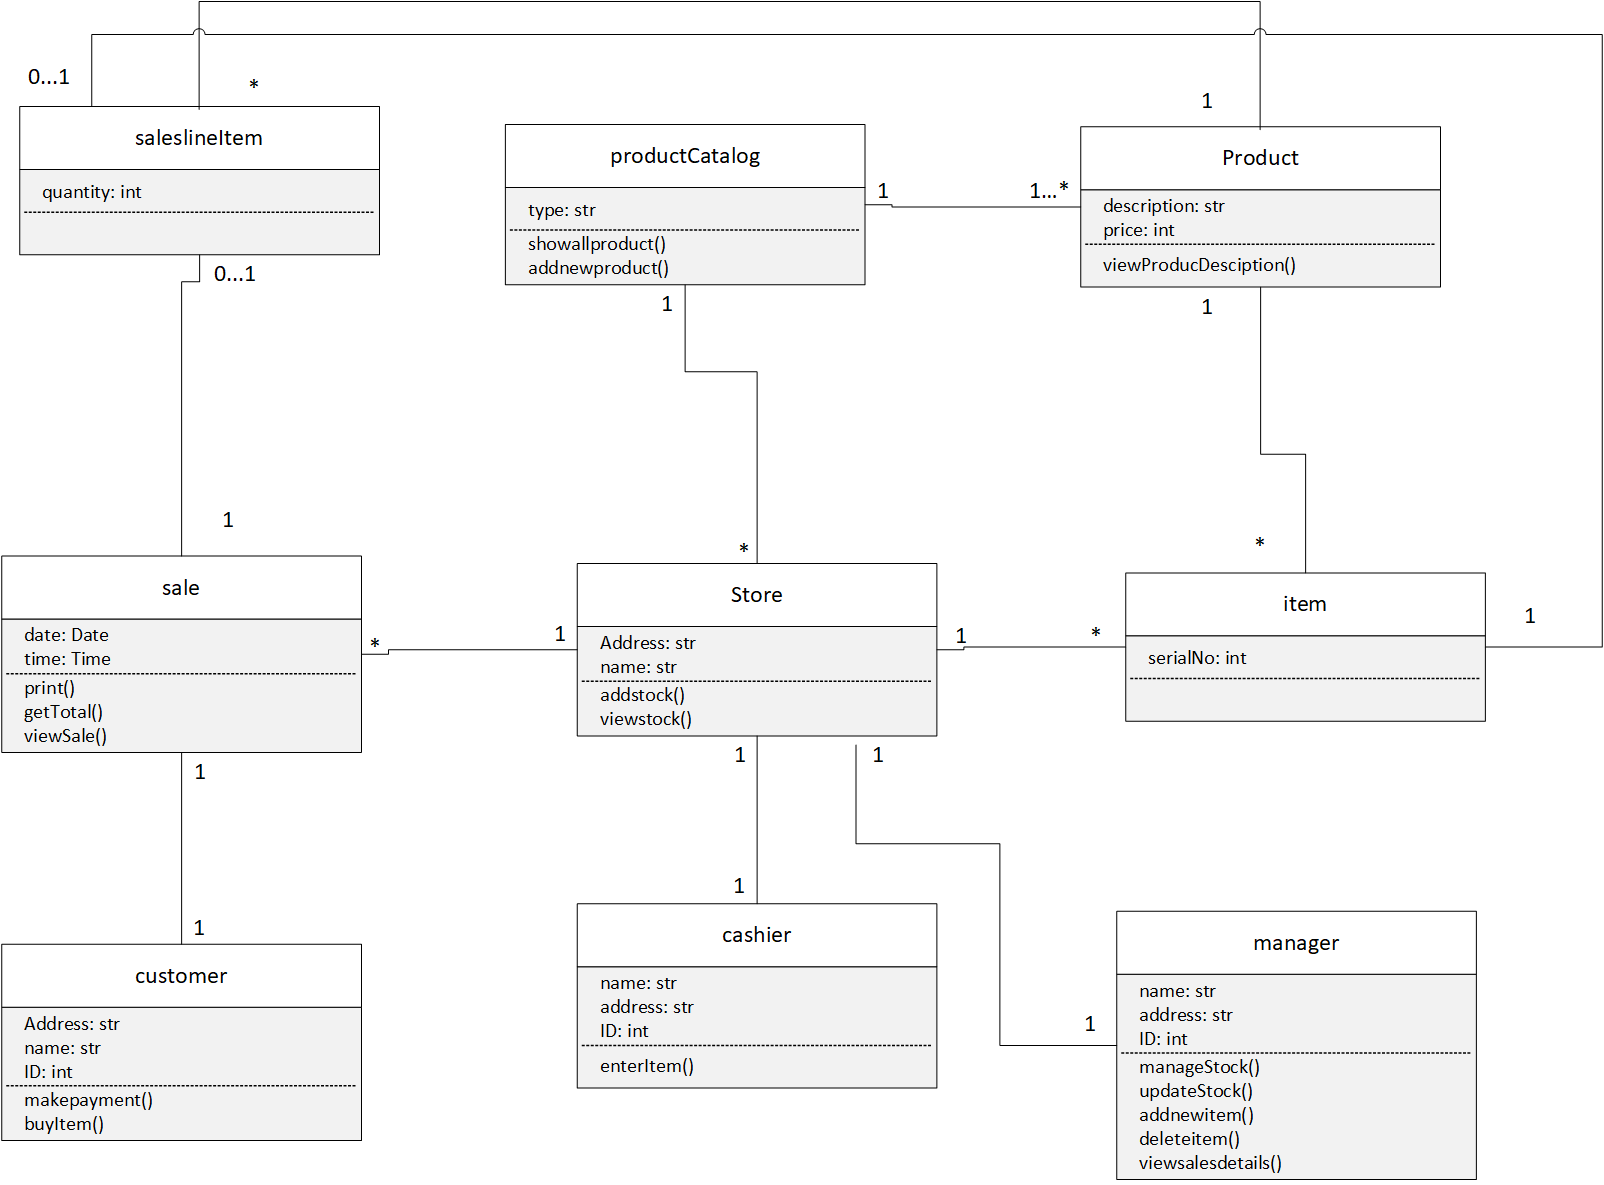 0...1
*
1
saleslineItem
quantity: int
0...1
productCatalog
type: str
showallproduct()
addnewproduct()
1
1...*
1
Product
description: str
price: int
viewProducDesciption()
1
1
*
*
1
sale
date: Date
time: Time
print()
getTotal()
viewSale()
*
1
1
Store
Address: str
name: str
addstock()
viewstock()
1
*
1
1
item
serialNo: int
1
1
customer
Address: str
name: str
ID: int
makepayment()
buyItem()
1
cashier
name: str
address: str
ID: int
enterItem()
1
manager
name: str
address: str
ID: int
manageStock()
updateStock()
addnewitem()
deleteitem()
viewsalesdetails()